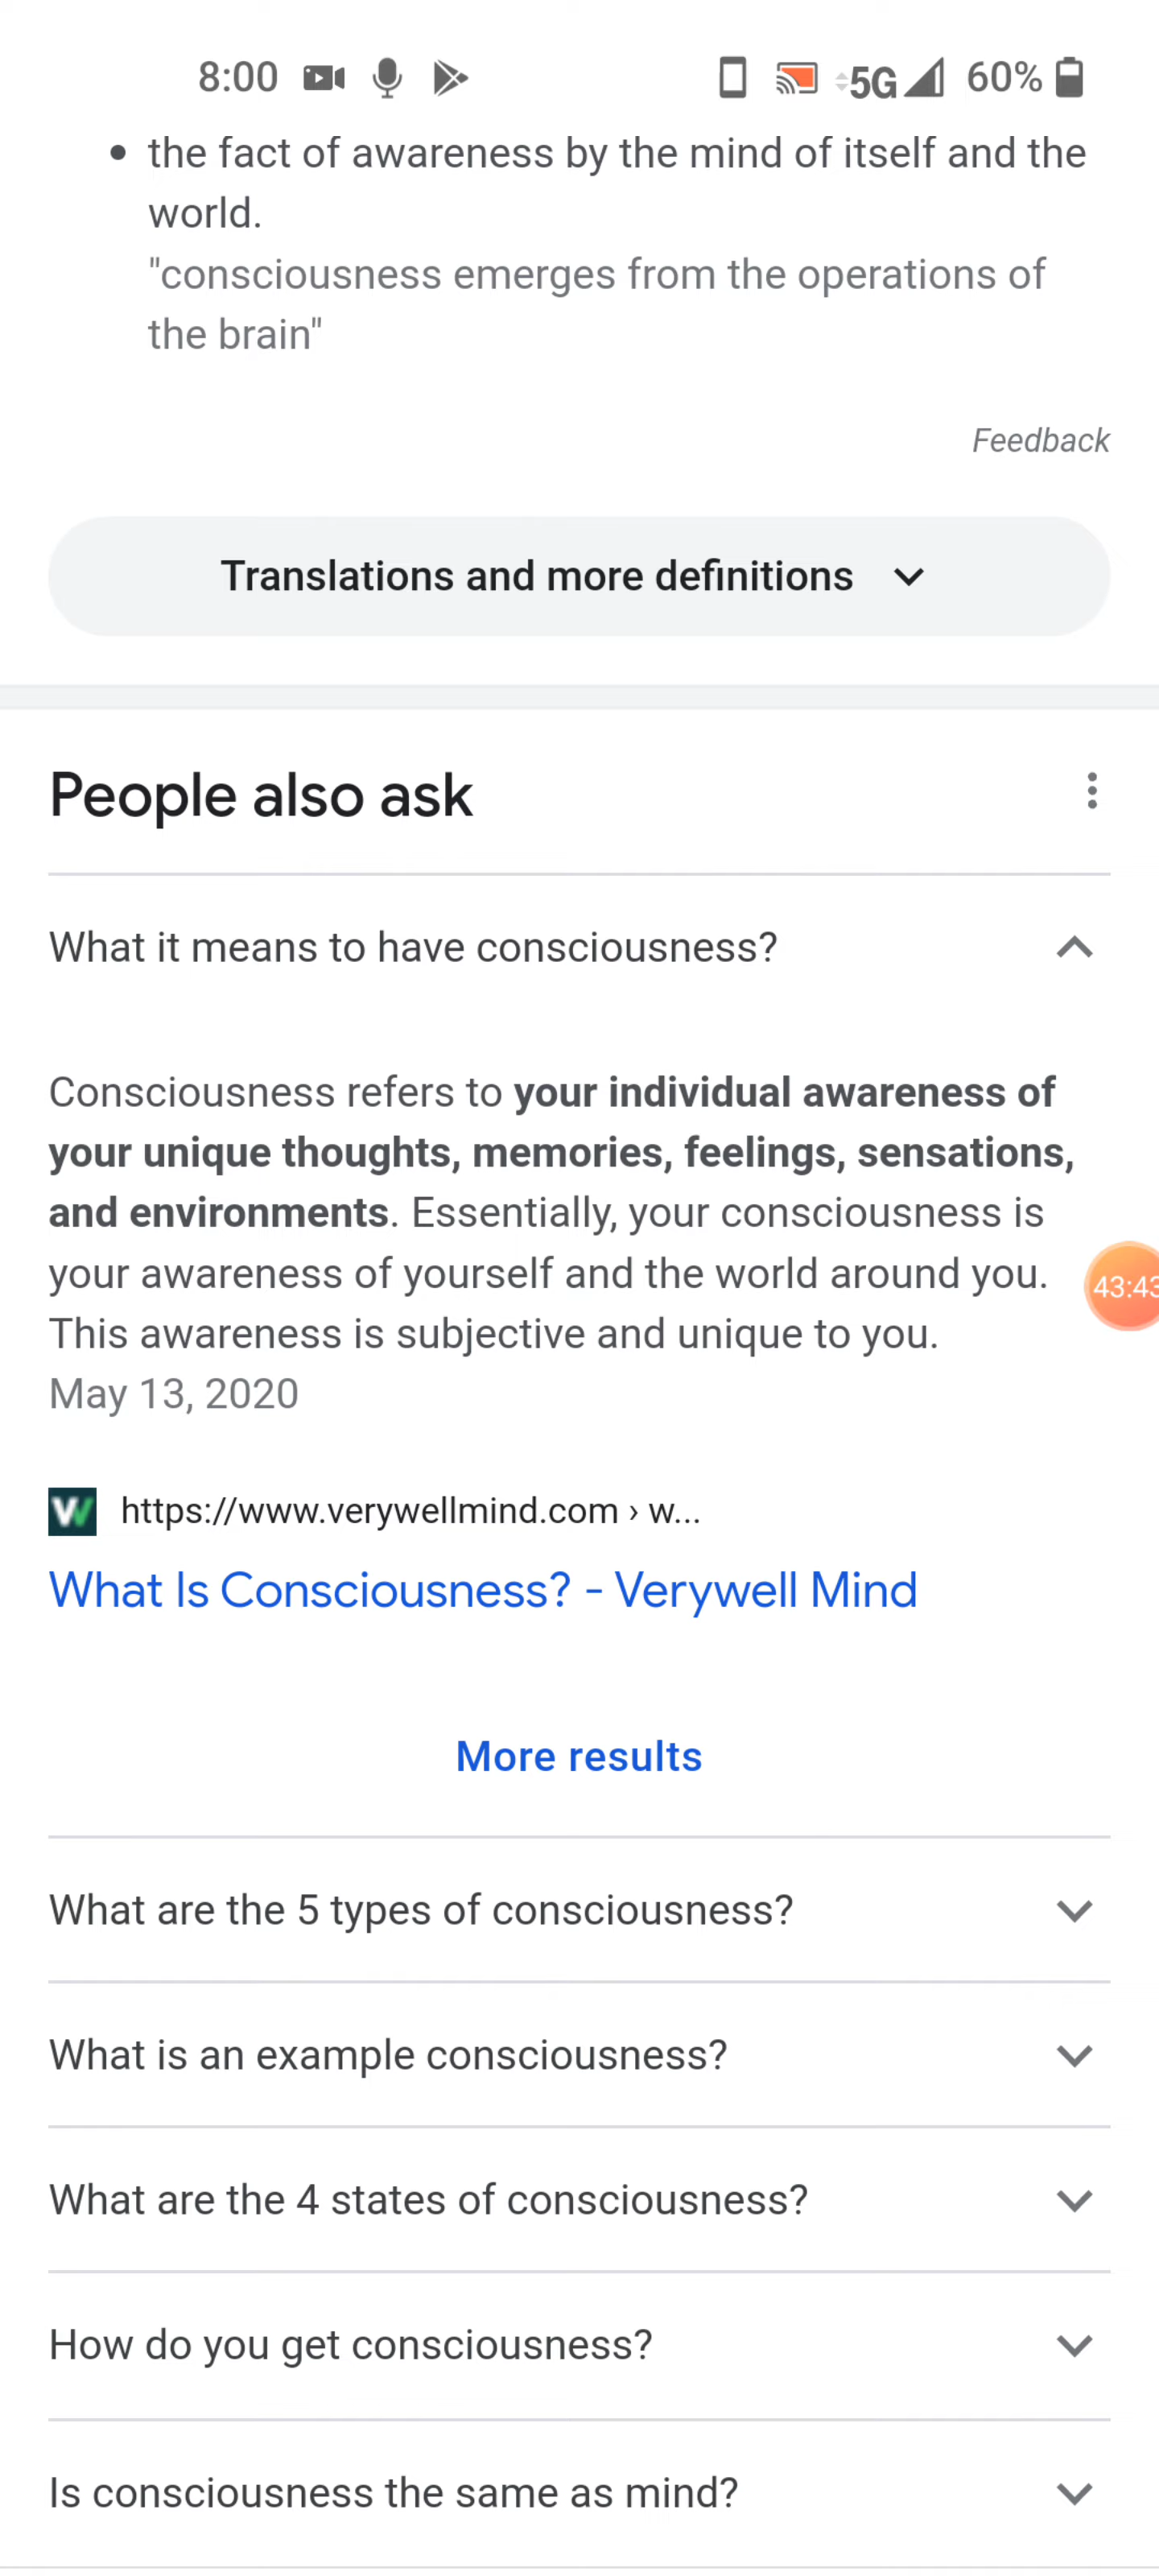 8:00 5G 60%
• the fact of awareness by the mind of itself and the
world.
"consciousness emerges from the operations of
the brain"
Feedback
Translations and more definitions
People also ask
What it means to have consciousness?
Consciousness refers to your individual awareness of
your unique thoughts, memories, feelings, sensations,
and environments. Essentially, your consciousness is
your awareness of yourself and the world around you.
43:43
This awareness is subjective and unique to you.
May 13, 2020
https://www.verywellmind.com › w...
What Is Consciousness? - Verywell Mind
More results
What are the 5 types of consciousness?
What is an example consciousness?
What are the 4 states of consciousness?
How do you get consciousness?
Is consciousness the same as mind?